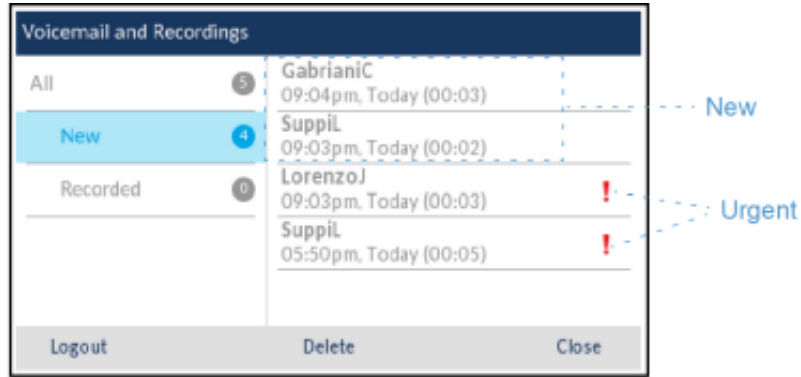 Voicemail and Recordings
All 5
New 4
Recorded 0
GabrianiC
09:04pm, Today (00:03)
SuppiL
09:03pm, Today (00:02)
LorenzoJ
09:03pm, Today (00:03) !
SuppiL
05:50pm, Today (00:05) !
New
Urgent
Logout Delete Close